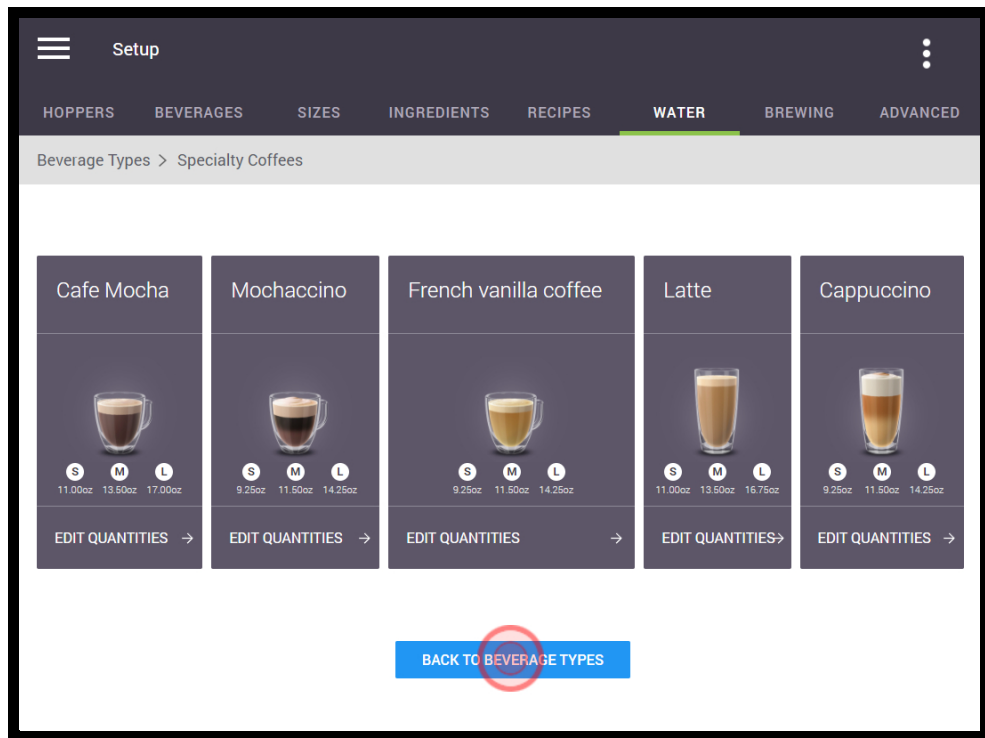 Setup
HOPPERS BEVERAGES SIZES INGREDIENTS RECIPES WATER BREWING ADVANCED
Beverage Types > Specialty Coffees
Cafe Mocha Mochaccino French vanilla coffee Latte Cappuccino
S M L S M L S M L S M L S M L
11.00oz 13.50oz 17.00oz 9.25oz 11.50oz 14.25oz 9.25oz 11.50oz 14.25oz 11.00oz 13.50oz 16.75oz 9.25oz 11.50oz 14.25oz
EDIT QUANTITIES → EDIT QUANTITIES → EDIT QUANTITIES → EDIT QUANTITIES → EDIT QUANTITIES →
BACK TO BEVERAGE TYPES